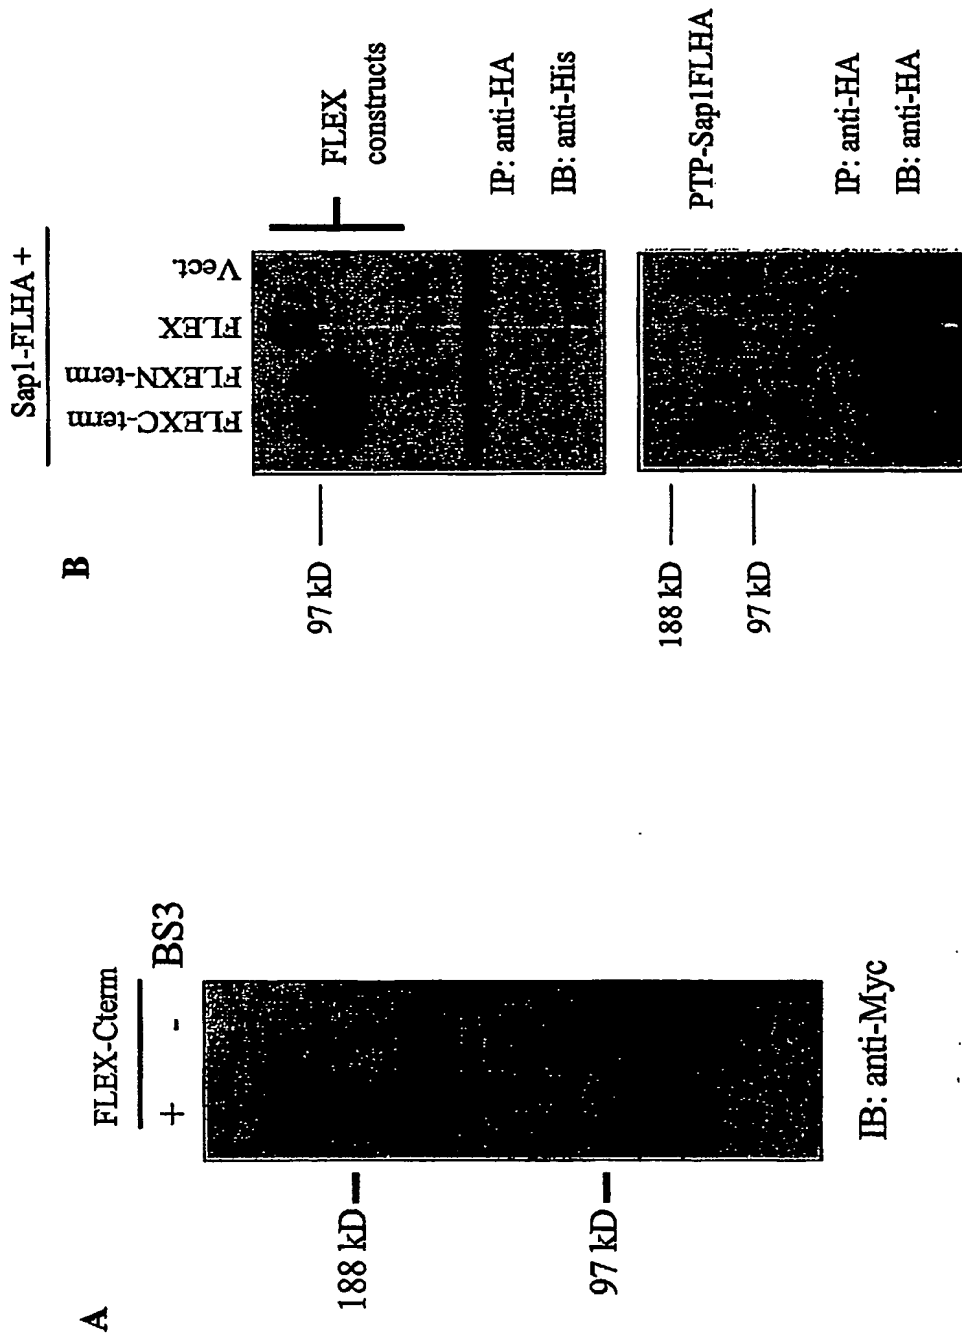 A
FLEX-Cterm
+ - BS3
188 kD
97 kD
IB: anti-Myc
B
Sap1-FLHA +
FLEXC-term
FLEXN-term
FLEX
Vect.
97 kD
FLEX
constructs
IP: anti-HA
IB: anti-His
188 kD
97 kD
PTP-Sap1FLHA
IP: anti-HA
IB: anti-HA